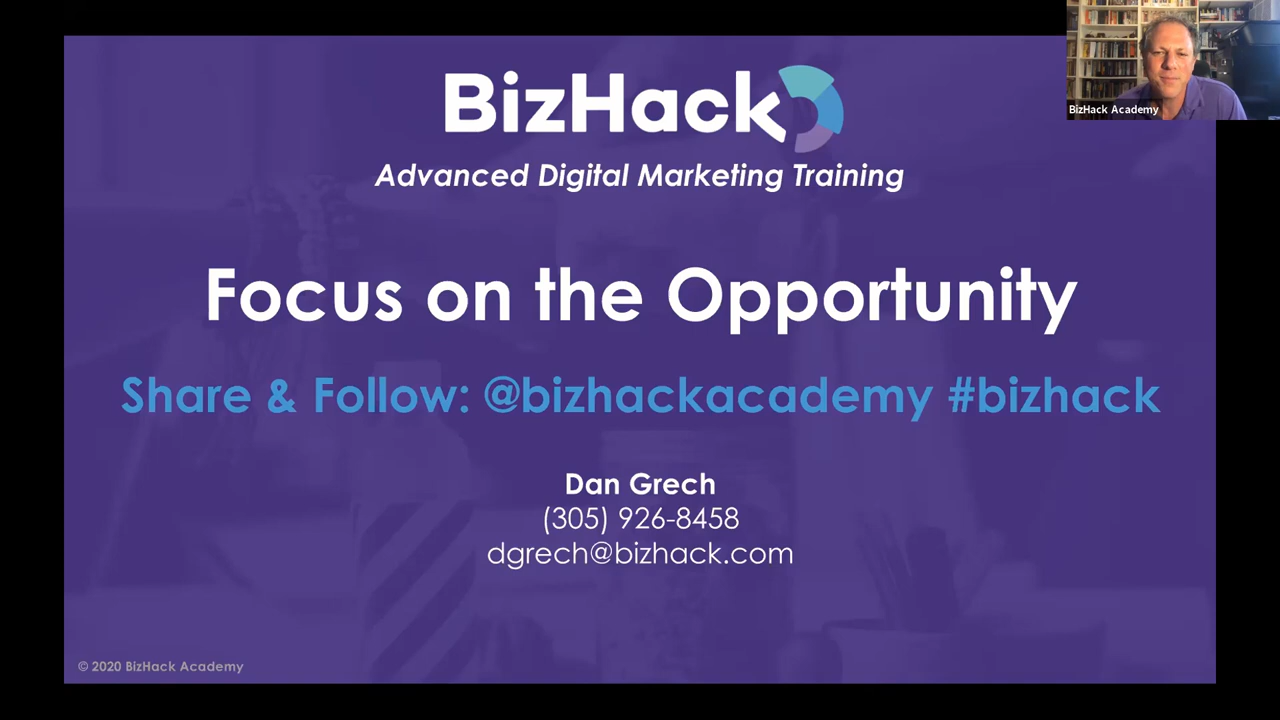 BizHack
Advanced Digital Marketing Training
Focus on the Opportunity
Share & Follow: @bizhackacademy #bizhack
Dan Grech
(305) 926-8458
dgrech@bizhack.com
© 2020 BizHack Academy
BizHack Academy